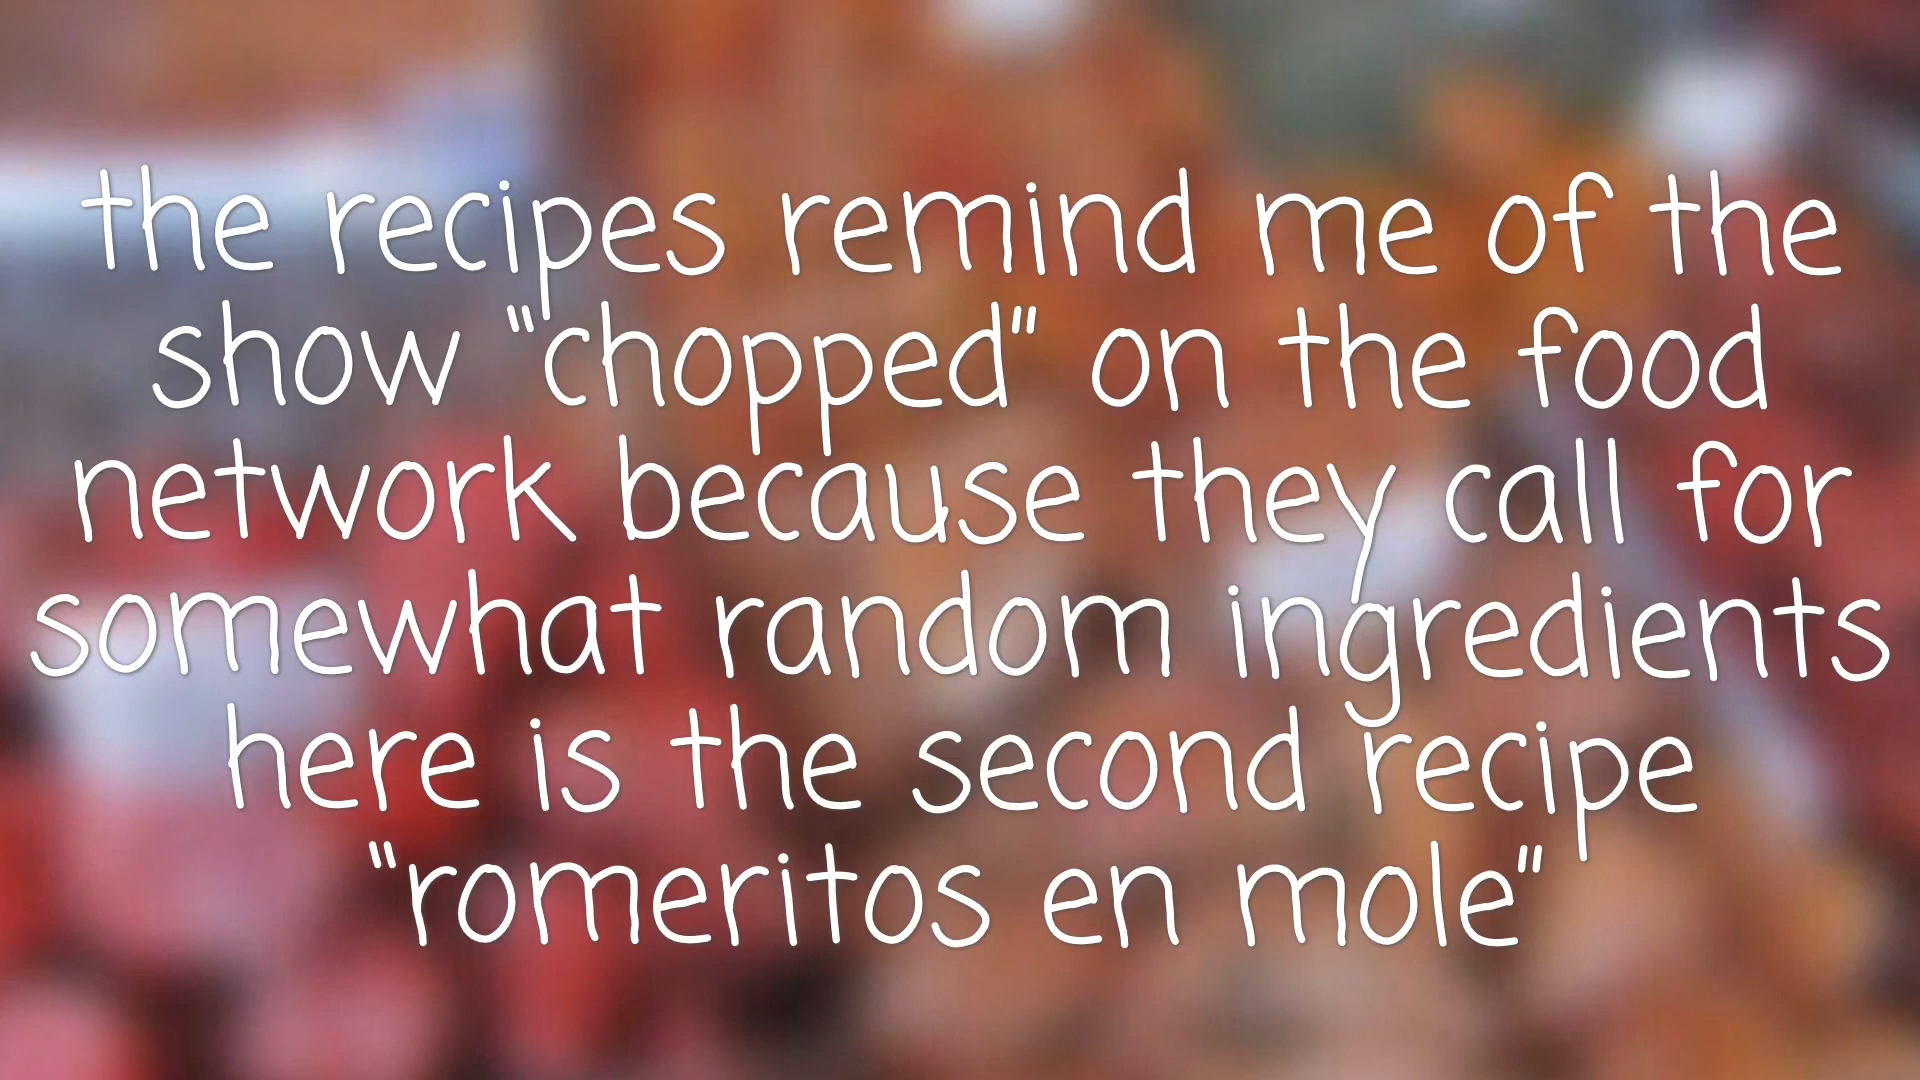 the recipes remind me of the
show "chopped" on the food
network because they call for
somewhat random ingredients
here is the second recipe
"romeritos en mole"